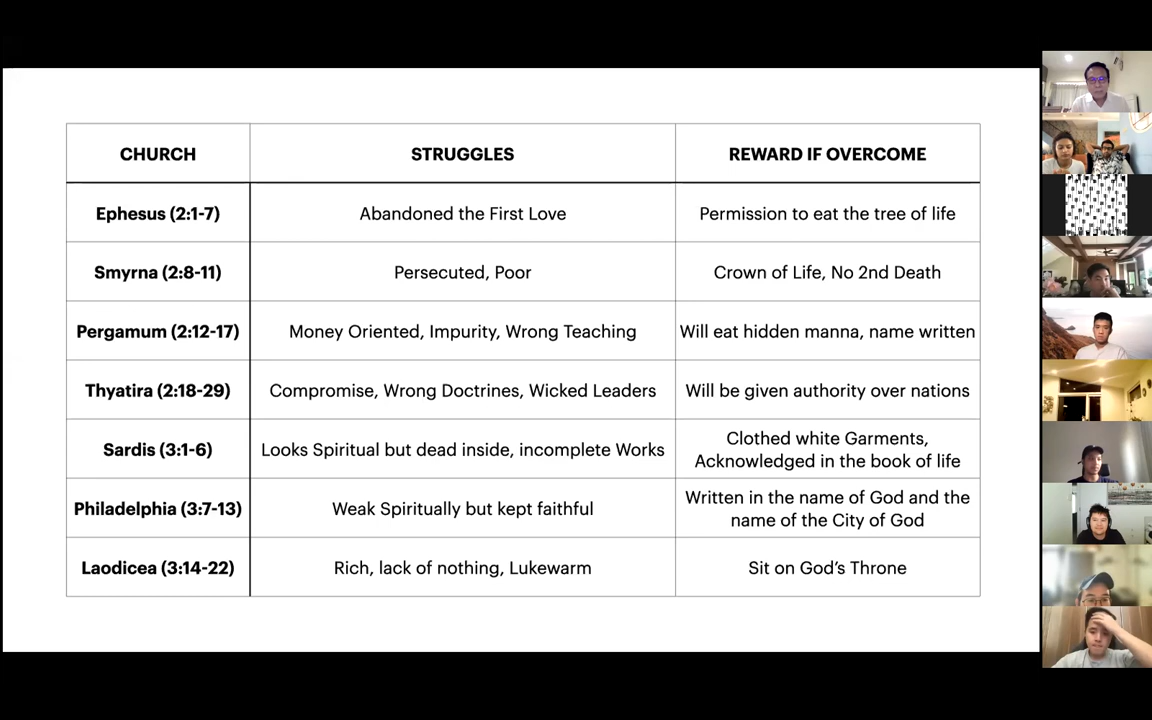 CHURCH
STRUGGLES
REWARD IF OVERCOME
Ephesus (2:1-7)
Abandoned the First Love
Permission to eat the tree of life
Smyrna (2:8-11)
Persecuted, Poor
Crown of Life, No 2nd Death
Pergamum (2:12-17)
Money Oriented, Impurity, Wrong Teaching
Will eat hidden manna, name written
Thyatira (2:18-29)
Compromise, Wrong Doctrines, Wicked Leaders
Will be given authority over nations
Sardis (3:1-6)
Looks Spiritual but dead inside, incomplete Works
Clothed white Garments,
Acknowledged in the book of life
Philadelphia (3:7-13)
Weak Spiritually but kept faithful
Written in the name of God and the
name of the City of God
Laodicea (3:14-22)
Rich, lack of nothing, Lukewarm
Sit on God’s Throne